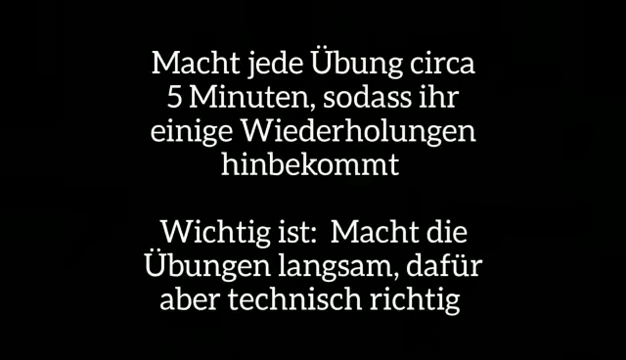 Macht jede Übung circa
5 Minuten, sodass ihr
einige Wiederholungen
hinbekommt
Wichtig ist: Macht die
Übungen langsam, dafür
aber technisch richtig